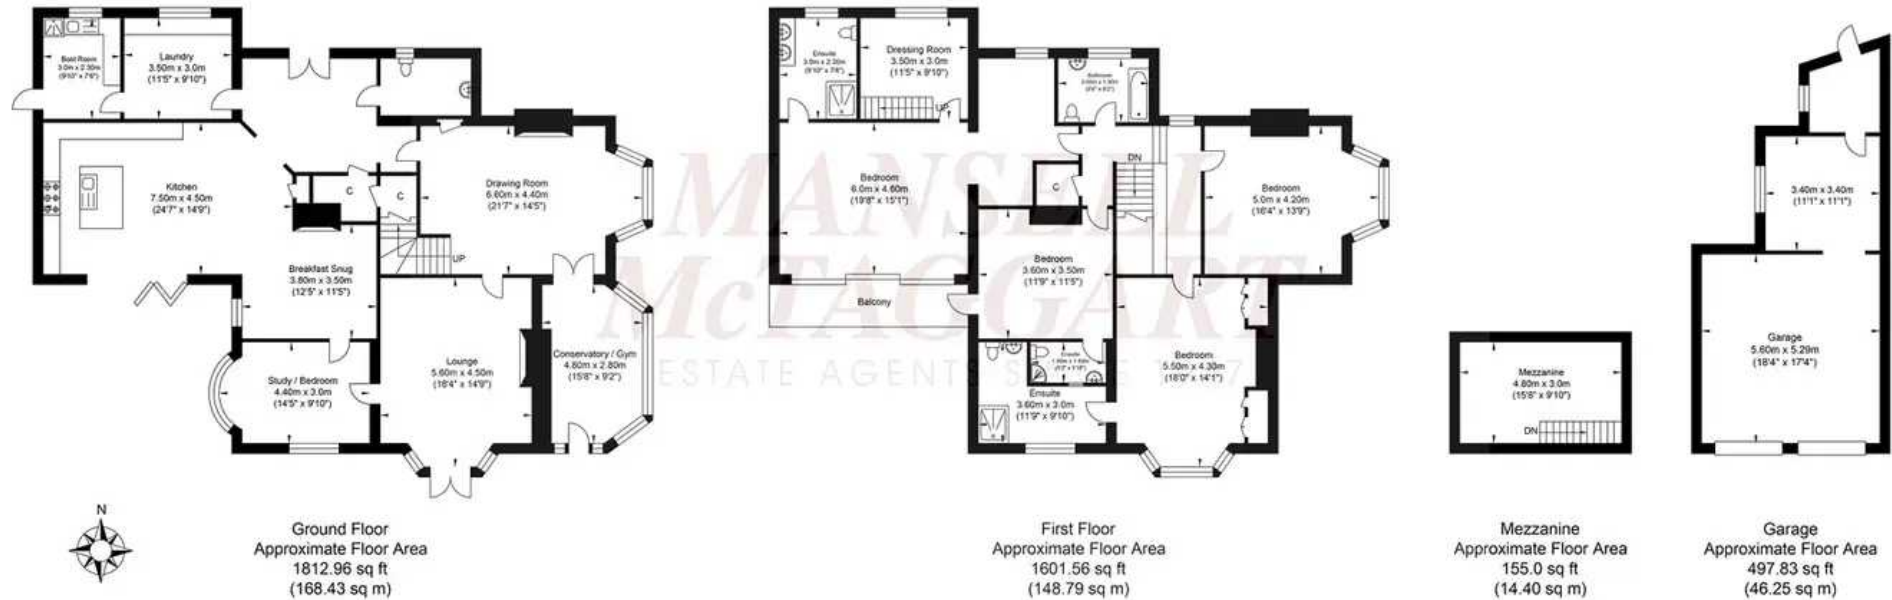 Boot Room
3.0m x 2.30m
(9'10" x 7'6")
Laundry
3.50m x 3.0m
(11'5" x 9'10")
Kitchen
7.50m x 4.50m
(24'7" x 14'9")
C
C
Drawing Room
6.60m x 4.40m
(21'7" x 14'5")
UP
Breakfast Snug
3.80m x 3.50m
(12'5" x 11'5")
Study / Bedroom
4.40m x 3.0m
(14'5" x 9'10")
Lounge
5.60m x 4.50m
(18'4" x 14'9")
Conservatory / Gym
4.80m x 2.80m
(15'8" x 9'2")
N
Ground Floor
Approximate Floor Area
1812.96 sq ft
(168.43 sq m)
Ensuite
3.0m x 2.30m
(9'10" x 7'6")
Dressing Room
3.50m x 3.0m
(11'5" x 9'10")
UP
Bathroom
Bedroom
6.0m x 4.60m
(19'8" x 15'1")
C
DN
Bedroom
5.0m x 4.20m
(16'4" x 13'9")
Bedroom
3.60m x 3.50m
(11'9" x 11'5")
Balcony
Ensuite
Ensuite
3.60m x 3.0m
(11'9" x 9'10")
Bedroom
5.50m x 4.30m
(18'0" x 14'1")
First Floor
Approximate Floor Area
1601.56 sq ft
(148.79 sq m)
MANSELL
McTAGGART
ESTATE AGENTS
Mezzanine
4.80m x 3.0m
(15'8" x 9'10")
DN
Mezzanine
Approximate Floor Area
155.0 sq ft
(14.40 sq m)
3.40m x 3.40m
(11'1" x 11'1")
Garage
5.60m x 5.29m
(18'4" x 17'4")
Garage
Approximate Floor Area
497.83 sq ft
(46.25 sq m)